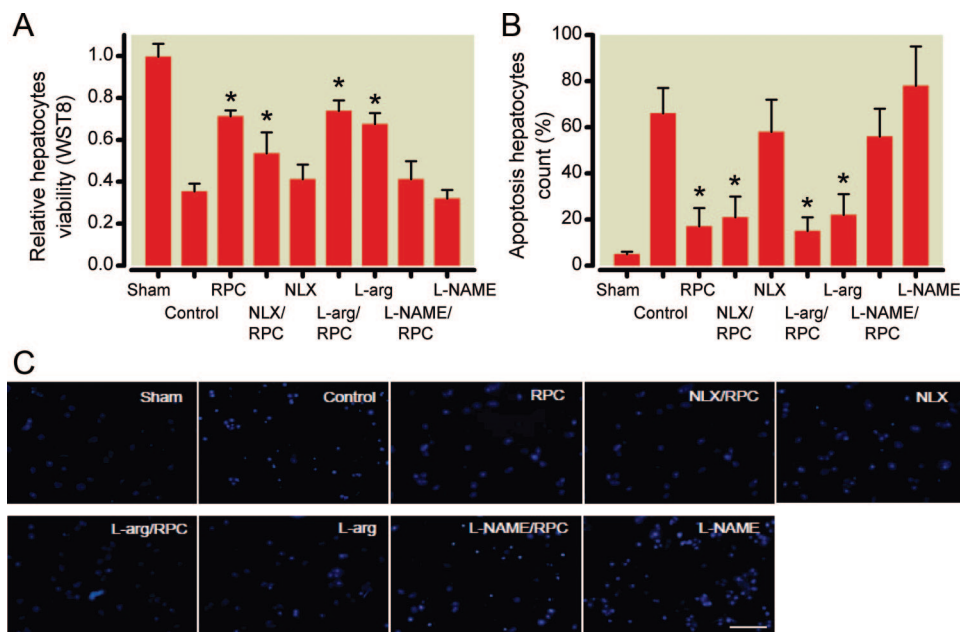 A
Relative hepatocytes
viability (WST8)
1.0
0.8
0.6
0.4
0.2
0.0
*
*
*
*
Sham
RPC
NLX
L-arg
L-NAME
Control
NLX/
RPC
L-arg/
RPC
L-NAME/
RPC
B
Apoptosis hepatocytes
count (%)
100
80
60
40
20
0
*
*
*
*
Sham
RPC
NLX
L-arg
L-NAME
Control
NLX/
RPC
L-arg/
RPC
L-NAME/
RPC
C
Sham
Control
RPC
NLX/RPC
NLX
L-arg/RPC
L-arg
L-NAME/RPC
L-NAME